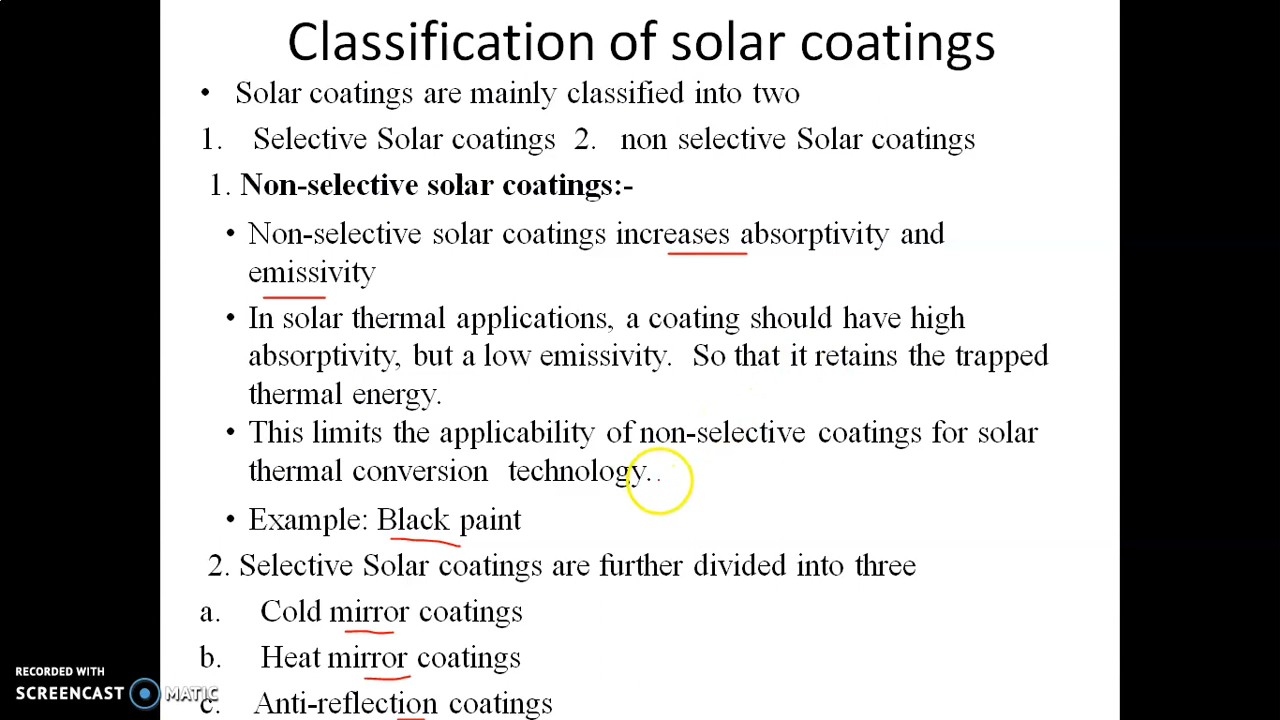 Classification of solar coatings
• Solar coatings are mainly classified into two
1. Selective Solar coatings 2. non selective Solar coatings
1. Non-selective solar coatings:-
• Non-selective solar coatings increases absorptivity and
emissivity
• In solar thermal applications, a coating should have high
absorptivity, but a low emissivity. So that it retains the trapped
thermal energy.
• This limits the applicability of non-selective coatings for solar
thermal conversion technology.
• Example: Black paint
2. Selective Solar coatings are further divided into three
a. Cold mirror coatings
b. Heat mirror coatings
c. Anti-reflection coatings
RECORDED WITH
SCREENCAST MATIC